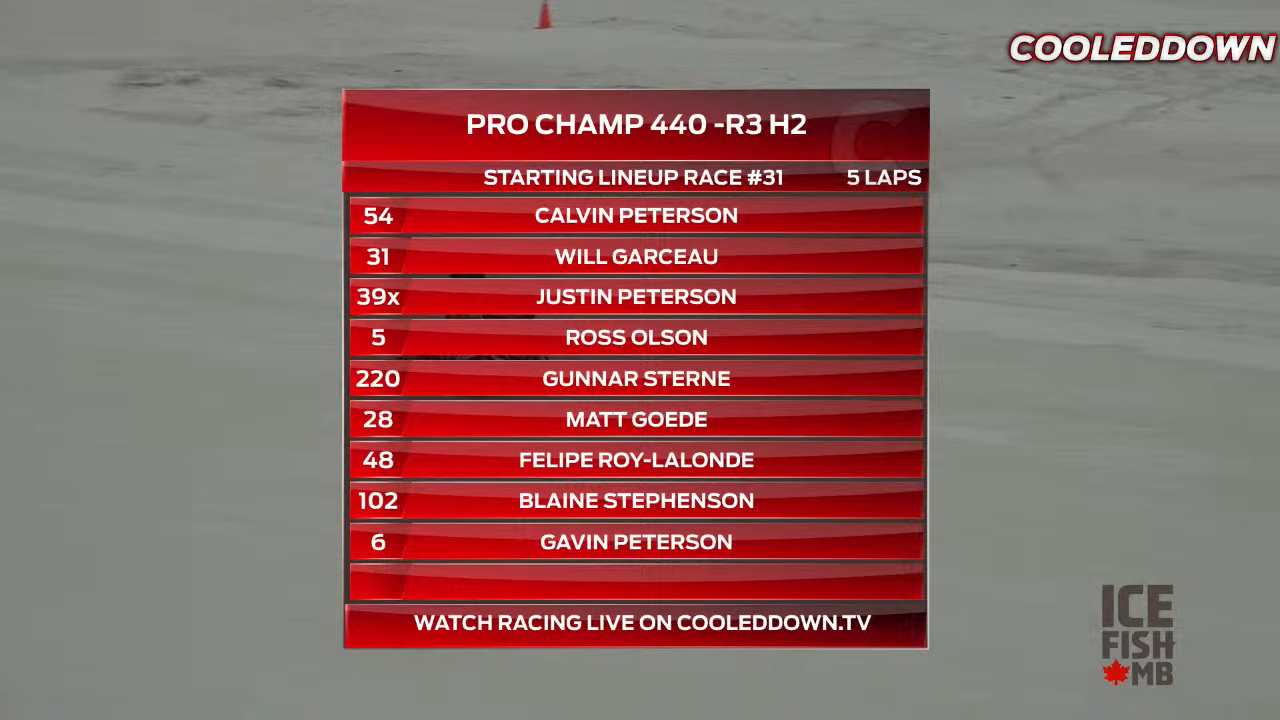 COOLEDDOWN
PRO CHAMP 440 -R3 H2
STARTING LINEUP RACE #31 5 LAPS
54 CALVIN PETERSON
31 WILL GARCEAU
39x JUSTIN PETERSON
5 ROSS OLSON
220 GUNNAR STERNE
28 MATT GOEDE
48 FELIPE ROY-LALONDE
102 BLAINE STEPHENSON
6 GAVIN PETERSON
WATCH RACING LIVE ON COOLEDDOWN.TV
ICE
FISH
MB